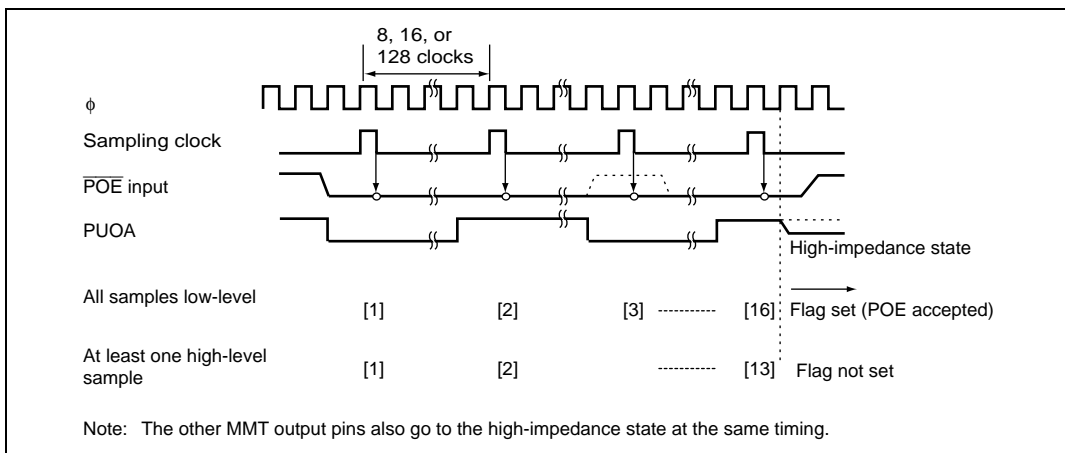 8, 16, or
128 clocks
ϕ
Sampling clock
P̅O̅E̅ input
PUOA
High-impedance state
All samples low-level [1] [2] [3] [16] Flag set (POE accepted)
At least one high-level
sample [1] [2] [13] Flag not set
Note: The other MMT output pins also go to the high-impedance state at the same timing.